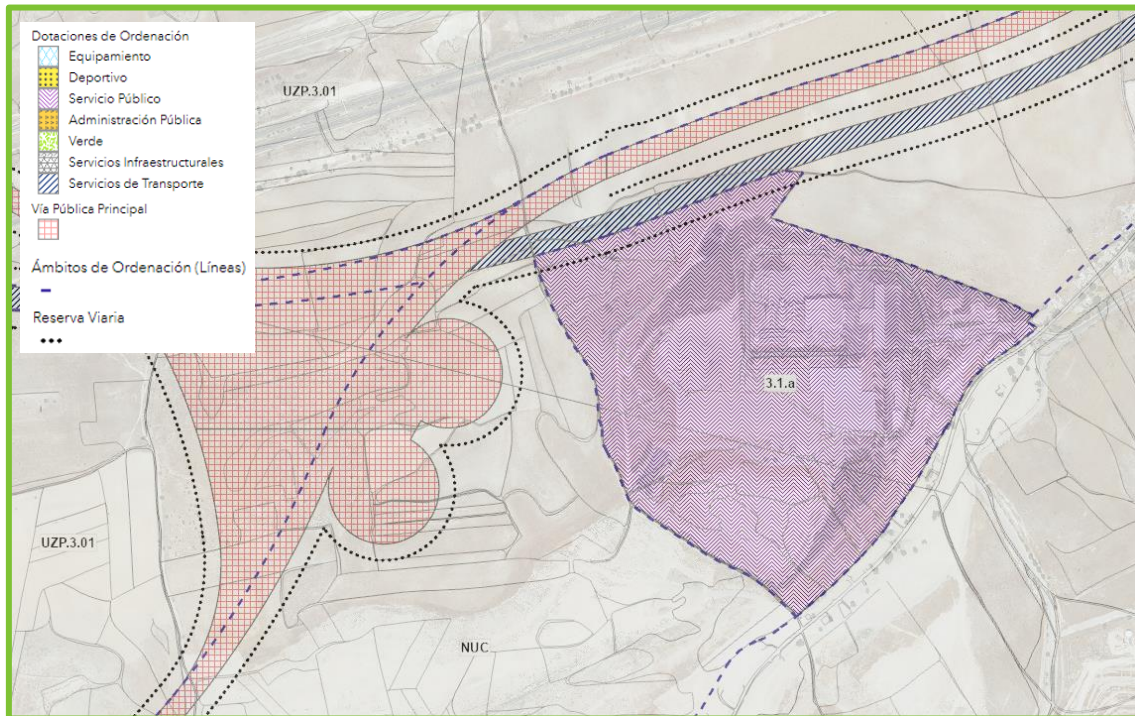 Dotaciones de Ordenación
Equipamiento
Deportivo
Servicio Público
Administración Pública
Verde
Servicios Infraestructurales
Servicios de Transporte
Vía Pública Principal
Ámbitos de Ordenación (Líneas)
Reserva Viaria
UZP.3.01
3.1.a
UZP.3.01
NUC